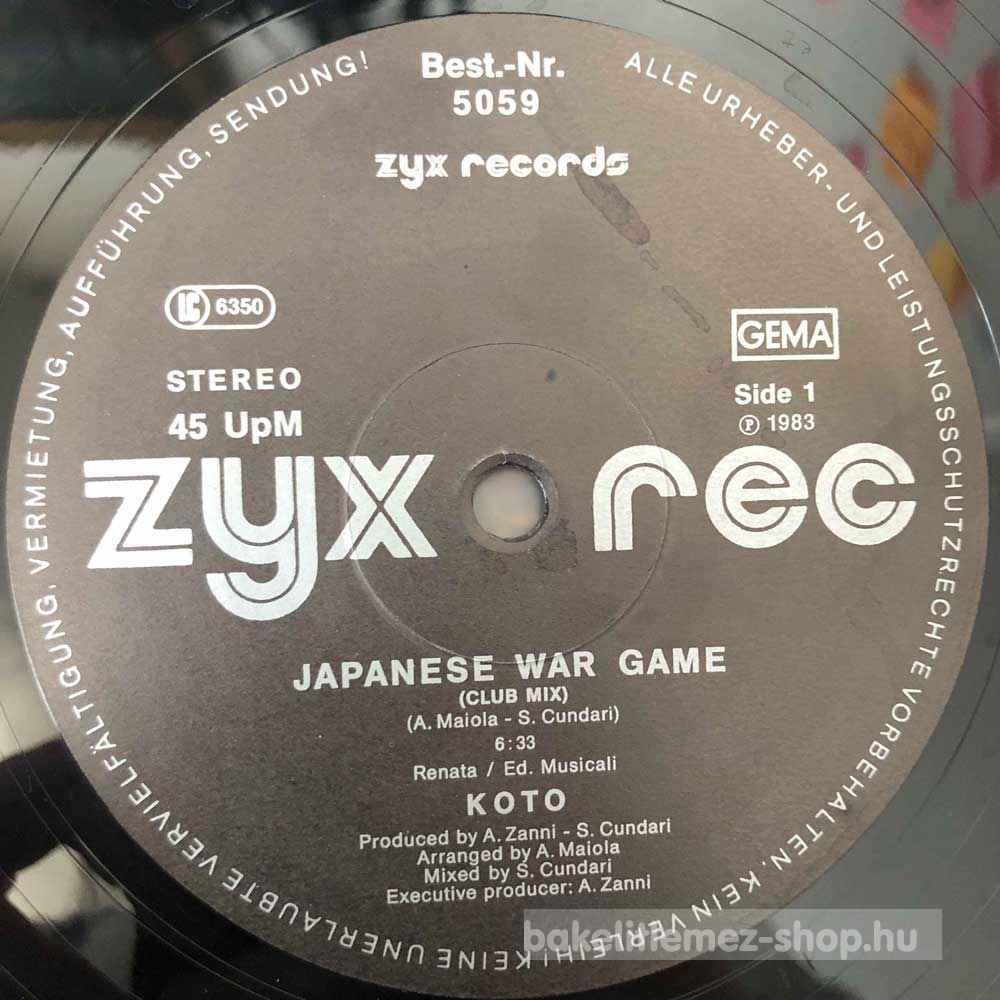 Best.-Nr.
5059
zyx records
LC 6350
GEMA
STEREO
45 UpM
Side 1
Ⓟ 1983
zyx rec
JAPANESE WAR GAME
(CLUB MIX)
(A. Maiola - S. Cundari)
6:33
Renata / Ed. Musicali
KOTO
Produced by A. Zanni - S. Cundari
Arranged by A. Maiola
Mixed by S. Cundari
Executive producer: A. Zanni
ALLE URHEBER- UND LEISTUNGSSCHUTZRECHTE VORBEHALTEN. KEIN VERLEIH! KEINE UNERLAUBTE VERVIELFÄLTIGUNG, VERMIETUNG, AUFFÜHRUNG, SENDUNG!
bakelitlemez-shop.hu